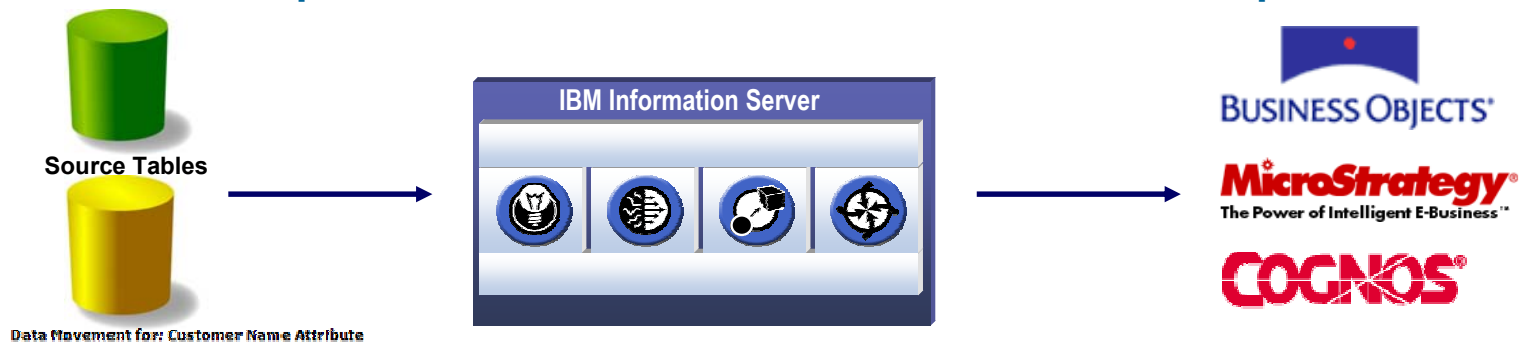 Source Tables
Data Movement for: Customer Name Attribute
IBM Information Server
BUSINESS OBJECTS®
MicroStrategy®
The Power of Intelligent E-Business™
COGNOS®